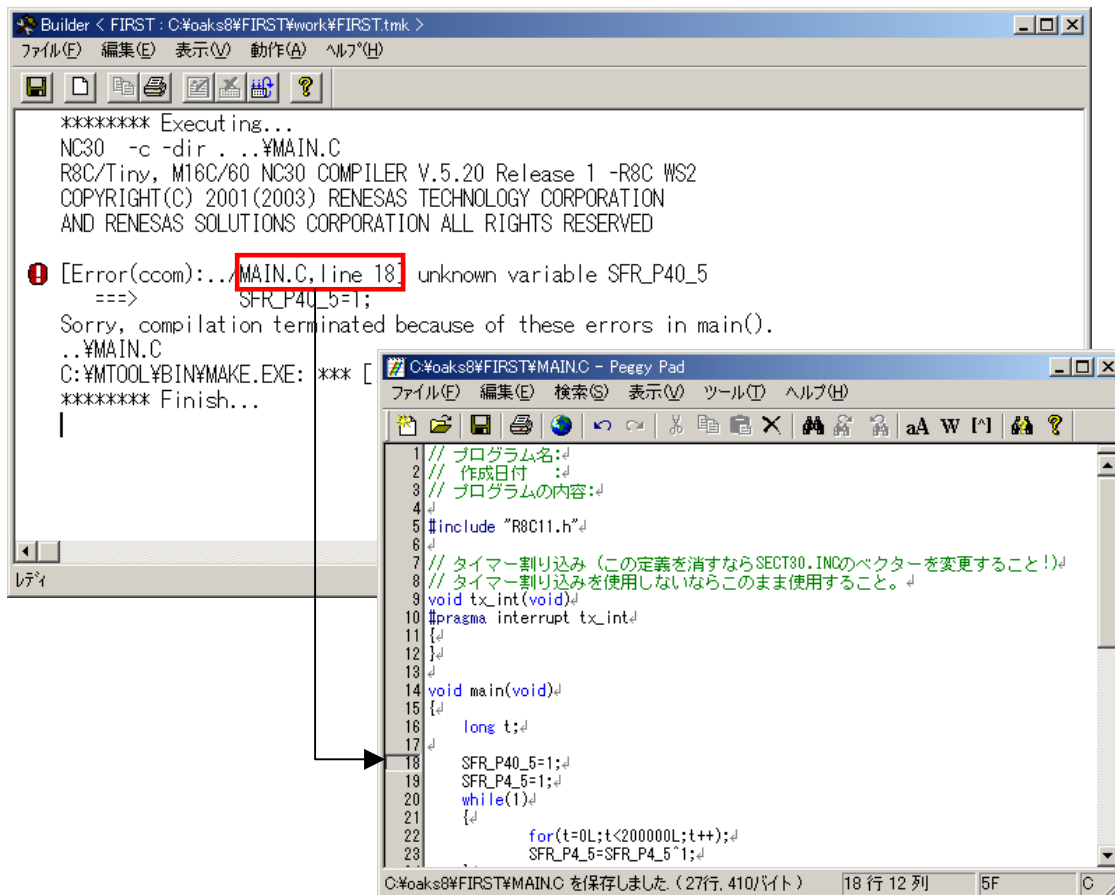 Builder < FIRST : C:¥oaks8¥FIRST¥work¥FIRST.tmk >
ファイル(F) 編集(E) 表示(V) 動作(A) ヘルプ(H)
******** Executing...
NC30 -c -dir . ..¥MAIN.C
R8C/Tiny, M16C/60 NC30 COMPILER V.5.20 Release 1 -R8C WS2
COPYRIGHT(C) 2001(2003) RENESAS TECHNOLOGY CORPORATION
AND RENESAS SOLUTIONS CORPORATION ALL RIGHTS RESERVED
[Error(ccom):../MAIN.C,line 18] unknown variable SFR_P40_5
===> SFR_P40_5=1;
Sorry, compilation terminated because of these errors in main().
..¥MAIN.C
C:¥MTOOL¥BIN¥MAKE.EXE: *** [
******** Finish...
レディ
C:¥oaks8¥FIRST¥MAIN.C - Peggy Pad
ファイル(F) 編集(E) 検索(S) 表示(V) ツール(T) ヘルプ(H)
aA W [^]
1 // プログラム名:
2 // 作成日付 :
3 // プログラムの内容:
4
5 #include "R8C11.h"
6
7 // タイマー割り込み (この定義を消すならSECT30.INCのベクターを変更すること!)
8 // タイマー割り込みを使用しないならこのまま使用すること。
9 void tx_int(void)
10 #pragma interrupt tx_int
11 {
12 }
13
14 void main(void)
15 {
16 long t;
17
18 SFR_P40_5=1;
19 SFR_P4_5=1;
20 while(1)
21 {
22 for(t=0L;t<200000L;t++);
23 SFR_P4_5=SFR_P4_5^1;
C:¥oaks8¥FIRST¥MAIN.C を保存しました. (27行, 410バイト) 18 行 12 列 5F C